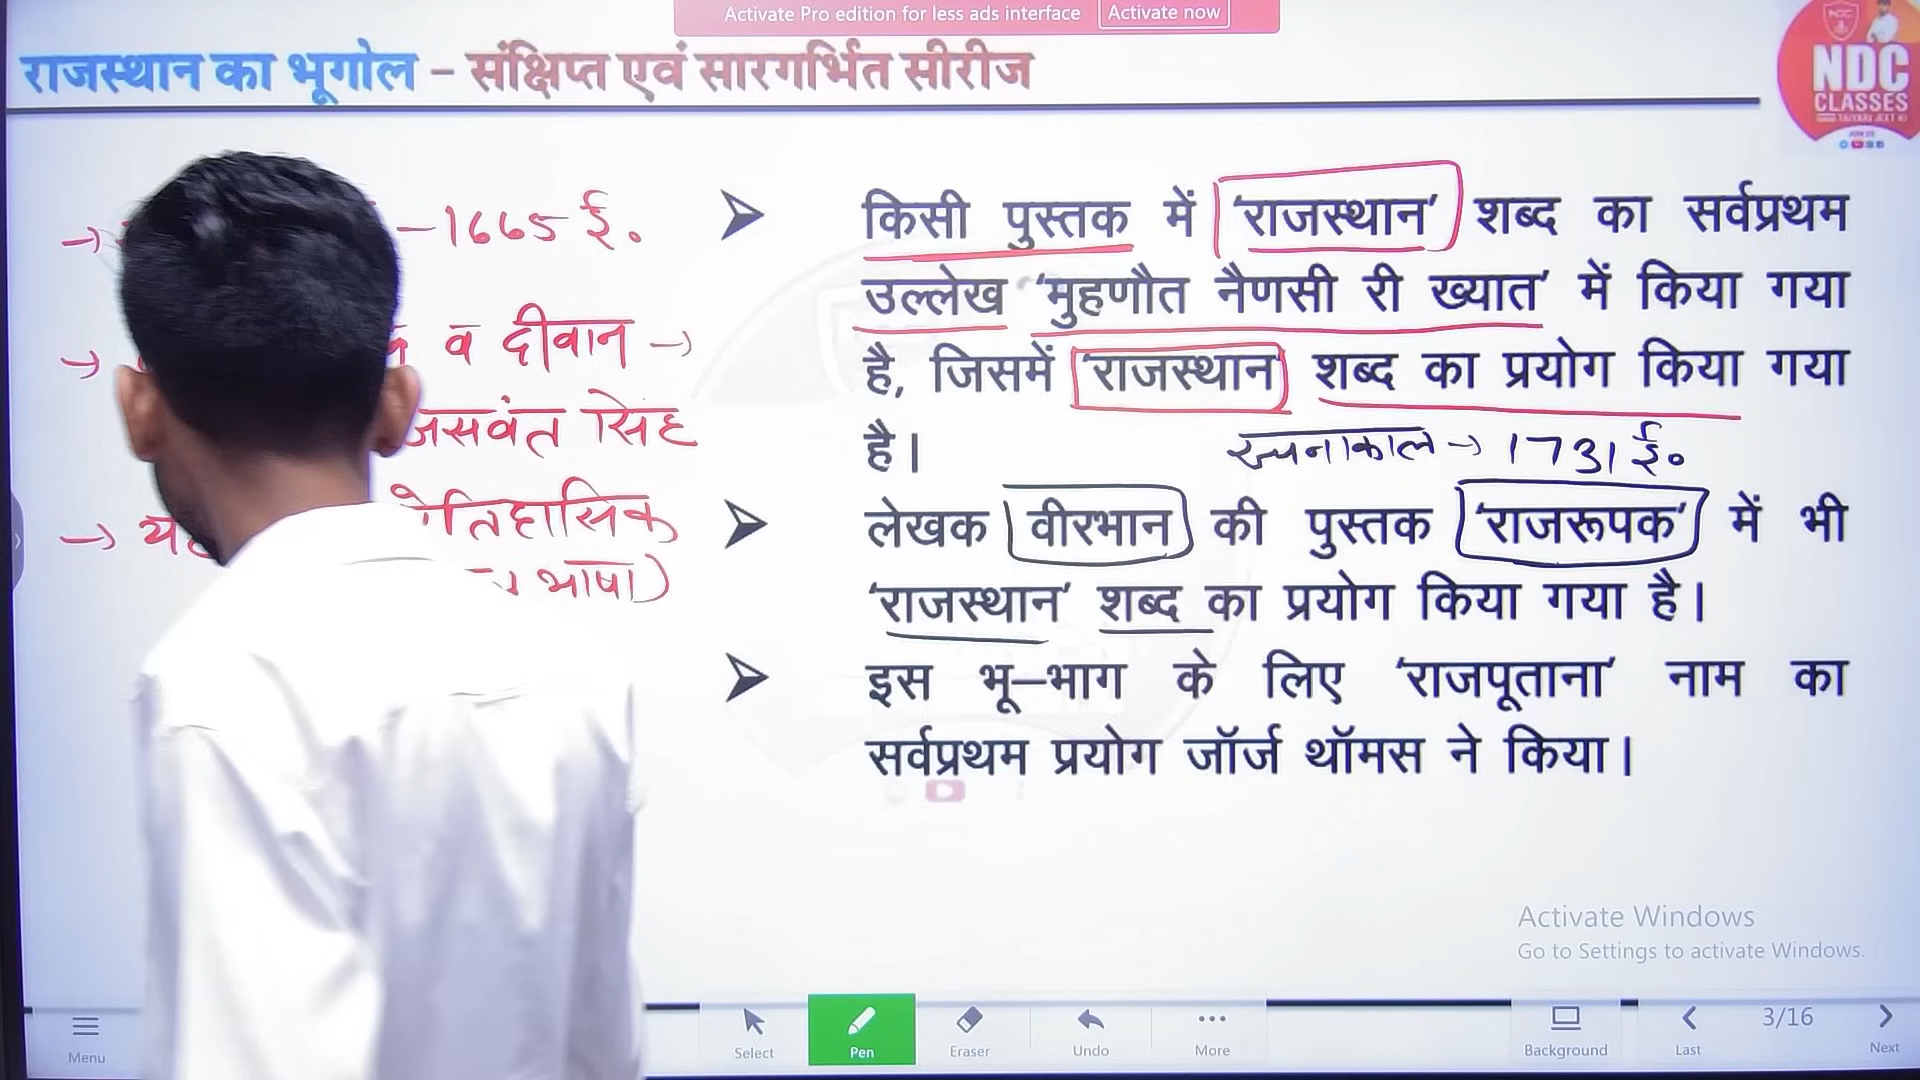 Activate Pro edition for less ads interface Activate now
राजस्थान का भूगोल – संक्षिप्त एवं सारगर्भित सीरीज
NDC
CLASSES
–1665 ई.
व दीवान →
जसवंत सिंह
→
भाषा)
किसी पुस्तक में 'राजस्थान' शब्द का सर्वप्रथम
उल्लेख 'मुहणौत नैणसी री ख्यात' में किया गया
है, जिसमें 'राजस्थान' शब्द का प्रयोग किया गया
है।
रचनाकाल → 1731 ई०
लेखक वीरभान की पुस्तक 'राजरूपक' में भी
'राजस्थान' शब्द का प्रयोग किया गया है।
इस भू–भाग के लिए 'राजपूताना' नाम का
सर्वप्रथम प्रयोग जॉर्ज थॉमस ने किया।
Activate Windows
Go to Settings to activate Windows.
Menu
Select
Pen
Eraser
Undo
More
Background
Last
3/16
Next